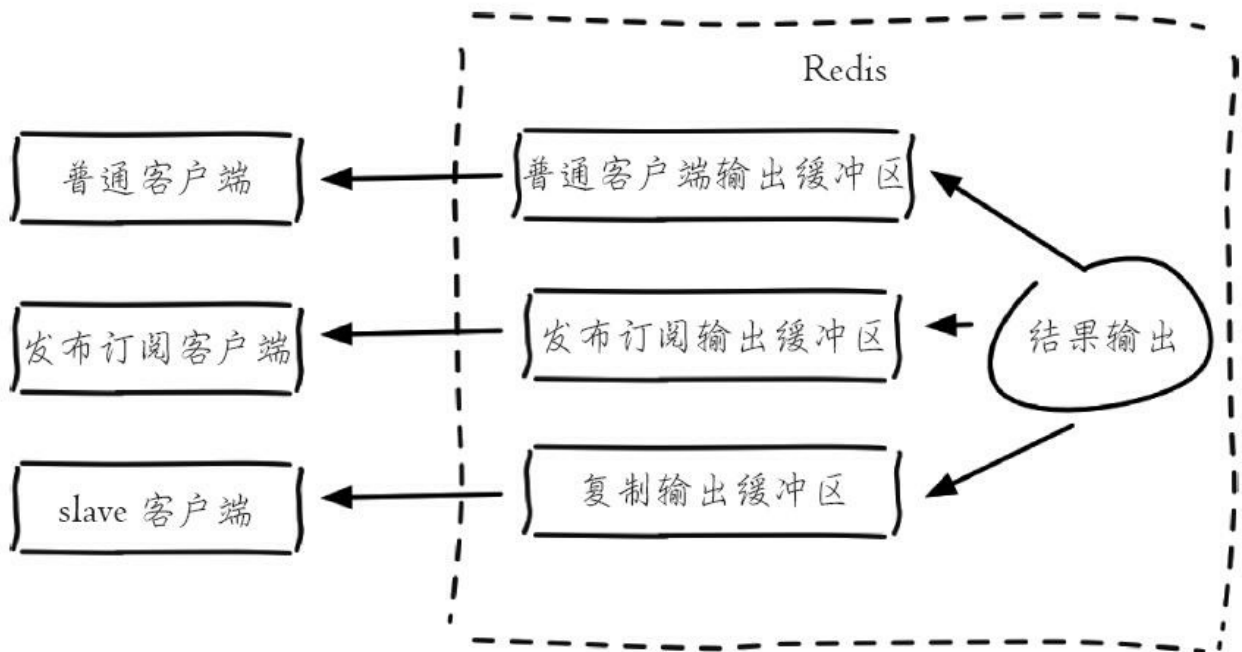 Redis
普通客户端
普通客户端输出缓冲区
发布订阅客户端
发布订阅输出缓冲区
结果输出
slave 客户端
复制输出缓冲区